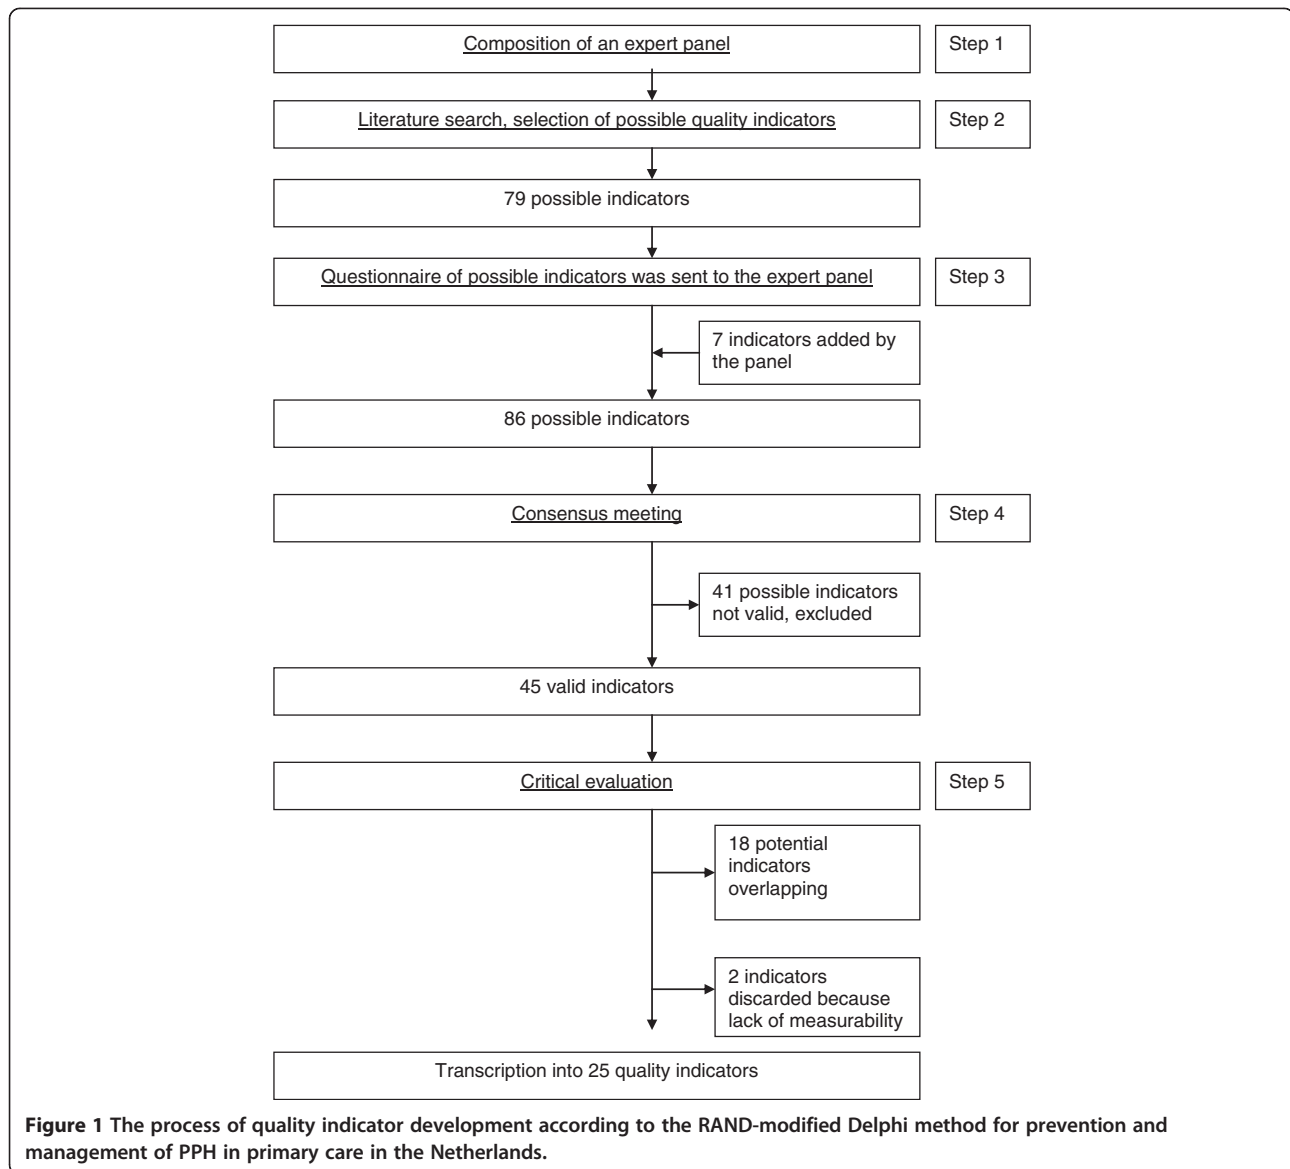 Composition of an expert panel
Step 1
Literature search, selection of possible quality indicators
Step 2
79 possible indicators
Questionnaire of possible indicators was sent to the expert panel
Step 3
7 indicators added by
the panel
86 possible indicators
Consensus meeting
Step 4
41 possible indicators
not valid, excluded
45 valid indicators
Critical evaluation
Step 5
18 potential
indicators
overlapping
2 indicators
discarded because
lack of measurability
Transcription into 25 quality indicators
Figure 1 The process of quality indicator development according to the RAND-modified Delphi method for prevention and
management of PPH in primary care in the Netherlands.